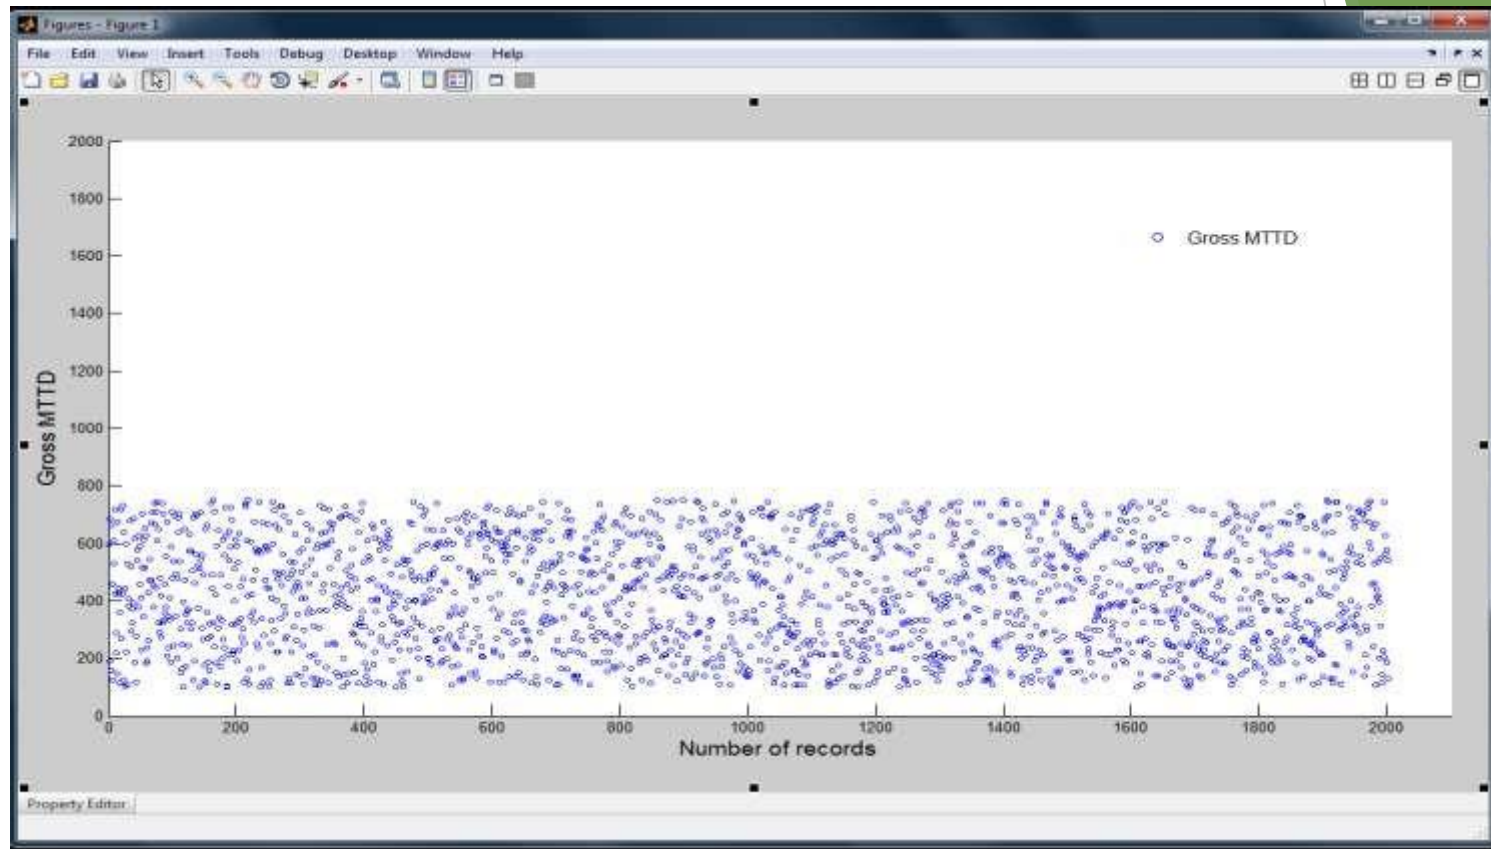 Figures - Figure 1
File Edit View Insert Tools Debug Desktop Window Help
2000
1800
1600
1400
1200
1000
800
600
400
200
0
Gross MTTD
Gross MTTD
0 200 400 600 800 1000 1200 1400 1600 1800 2000
Number of records
Property Editor